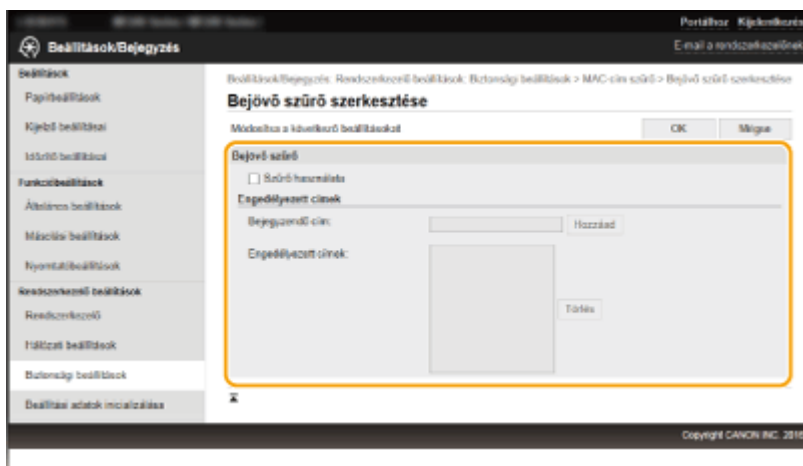 Portálhoz Kijelentkezés
Beállítások/Bejegyzés
E-mail a rendszerkezelőnek
Beállítások
Papírbeállítások
Kijelző beállításai
Időzítő beállításai
Funkcióbeállítások
Általános beállítások
Másolási beállítások
Nyomtatóbeállítások
Rendszerkezelő beállítások
Rendszerkezelő
Hálózati beállítások
Biztonsági beállítások
Beállítási adatok inicializálása
Beállítások/Bejegyzés: Rendszerkezelő beállítások: Biztonsági beállítások > MAC-cím szűrő > Bejövő szűrő szerkesztése
Bejövő szűrő szerkesztése
Módosítsa a következő beállításokat
OK
Mégse
Bejövő szűrő
Szűrő használata
Engedélyezett címek
Bejegyzendő cím:
Hozzáad
Engedélyezett címek:
Törlés
Copyright CANON INC. 2016